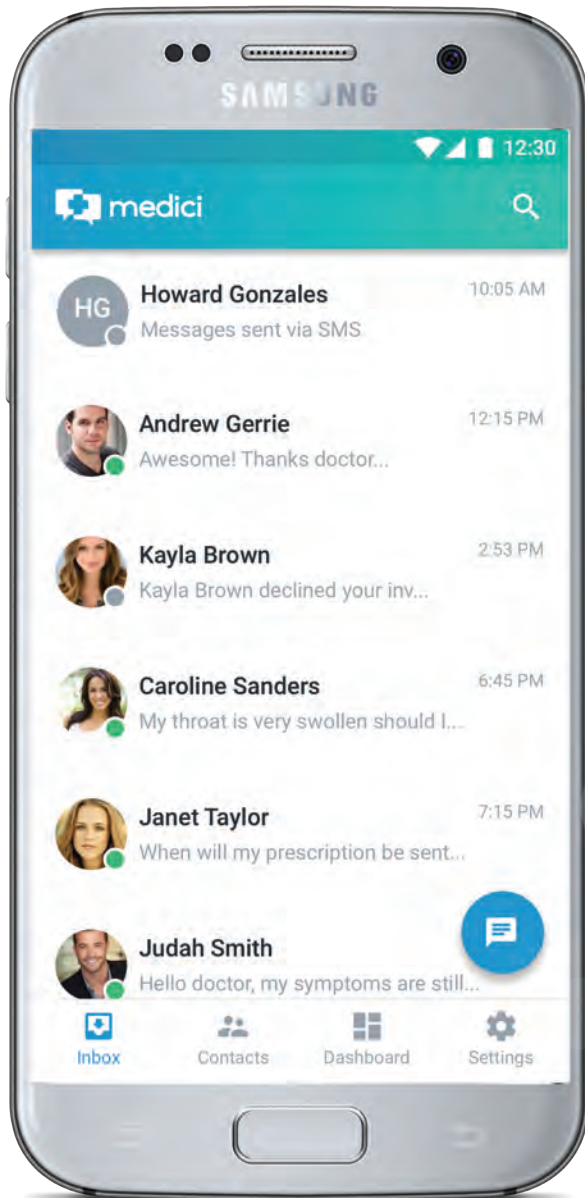 SAMSUNG
12:30
medici
HG
Howard Gonzales
10:05 AM
Messages sent via SMS
Andrew Gerrie
12:15 PM
Awesome! Thanks doctor...
Kayla Brown
2:53 PM
Kayla Brown declined your inv...
Caroline Sanders
6:45 PM
My throat is very swollen should I...
Janet Taylor
7:15 PM
When will my prescription be sent...
Judah Smith
Hello doctor, my symptoms are still...
Inbox
Contacts
Dashboard
Settings